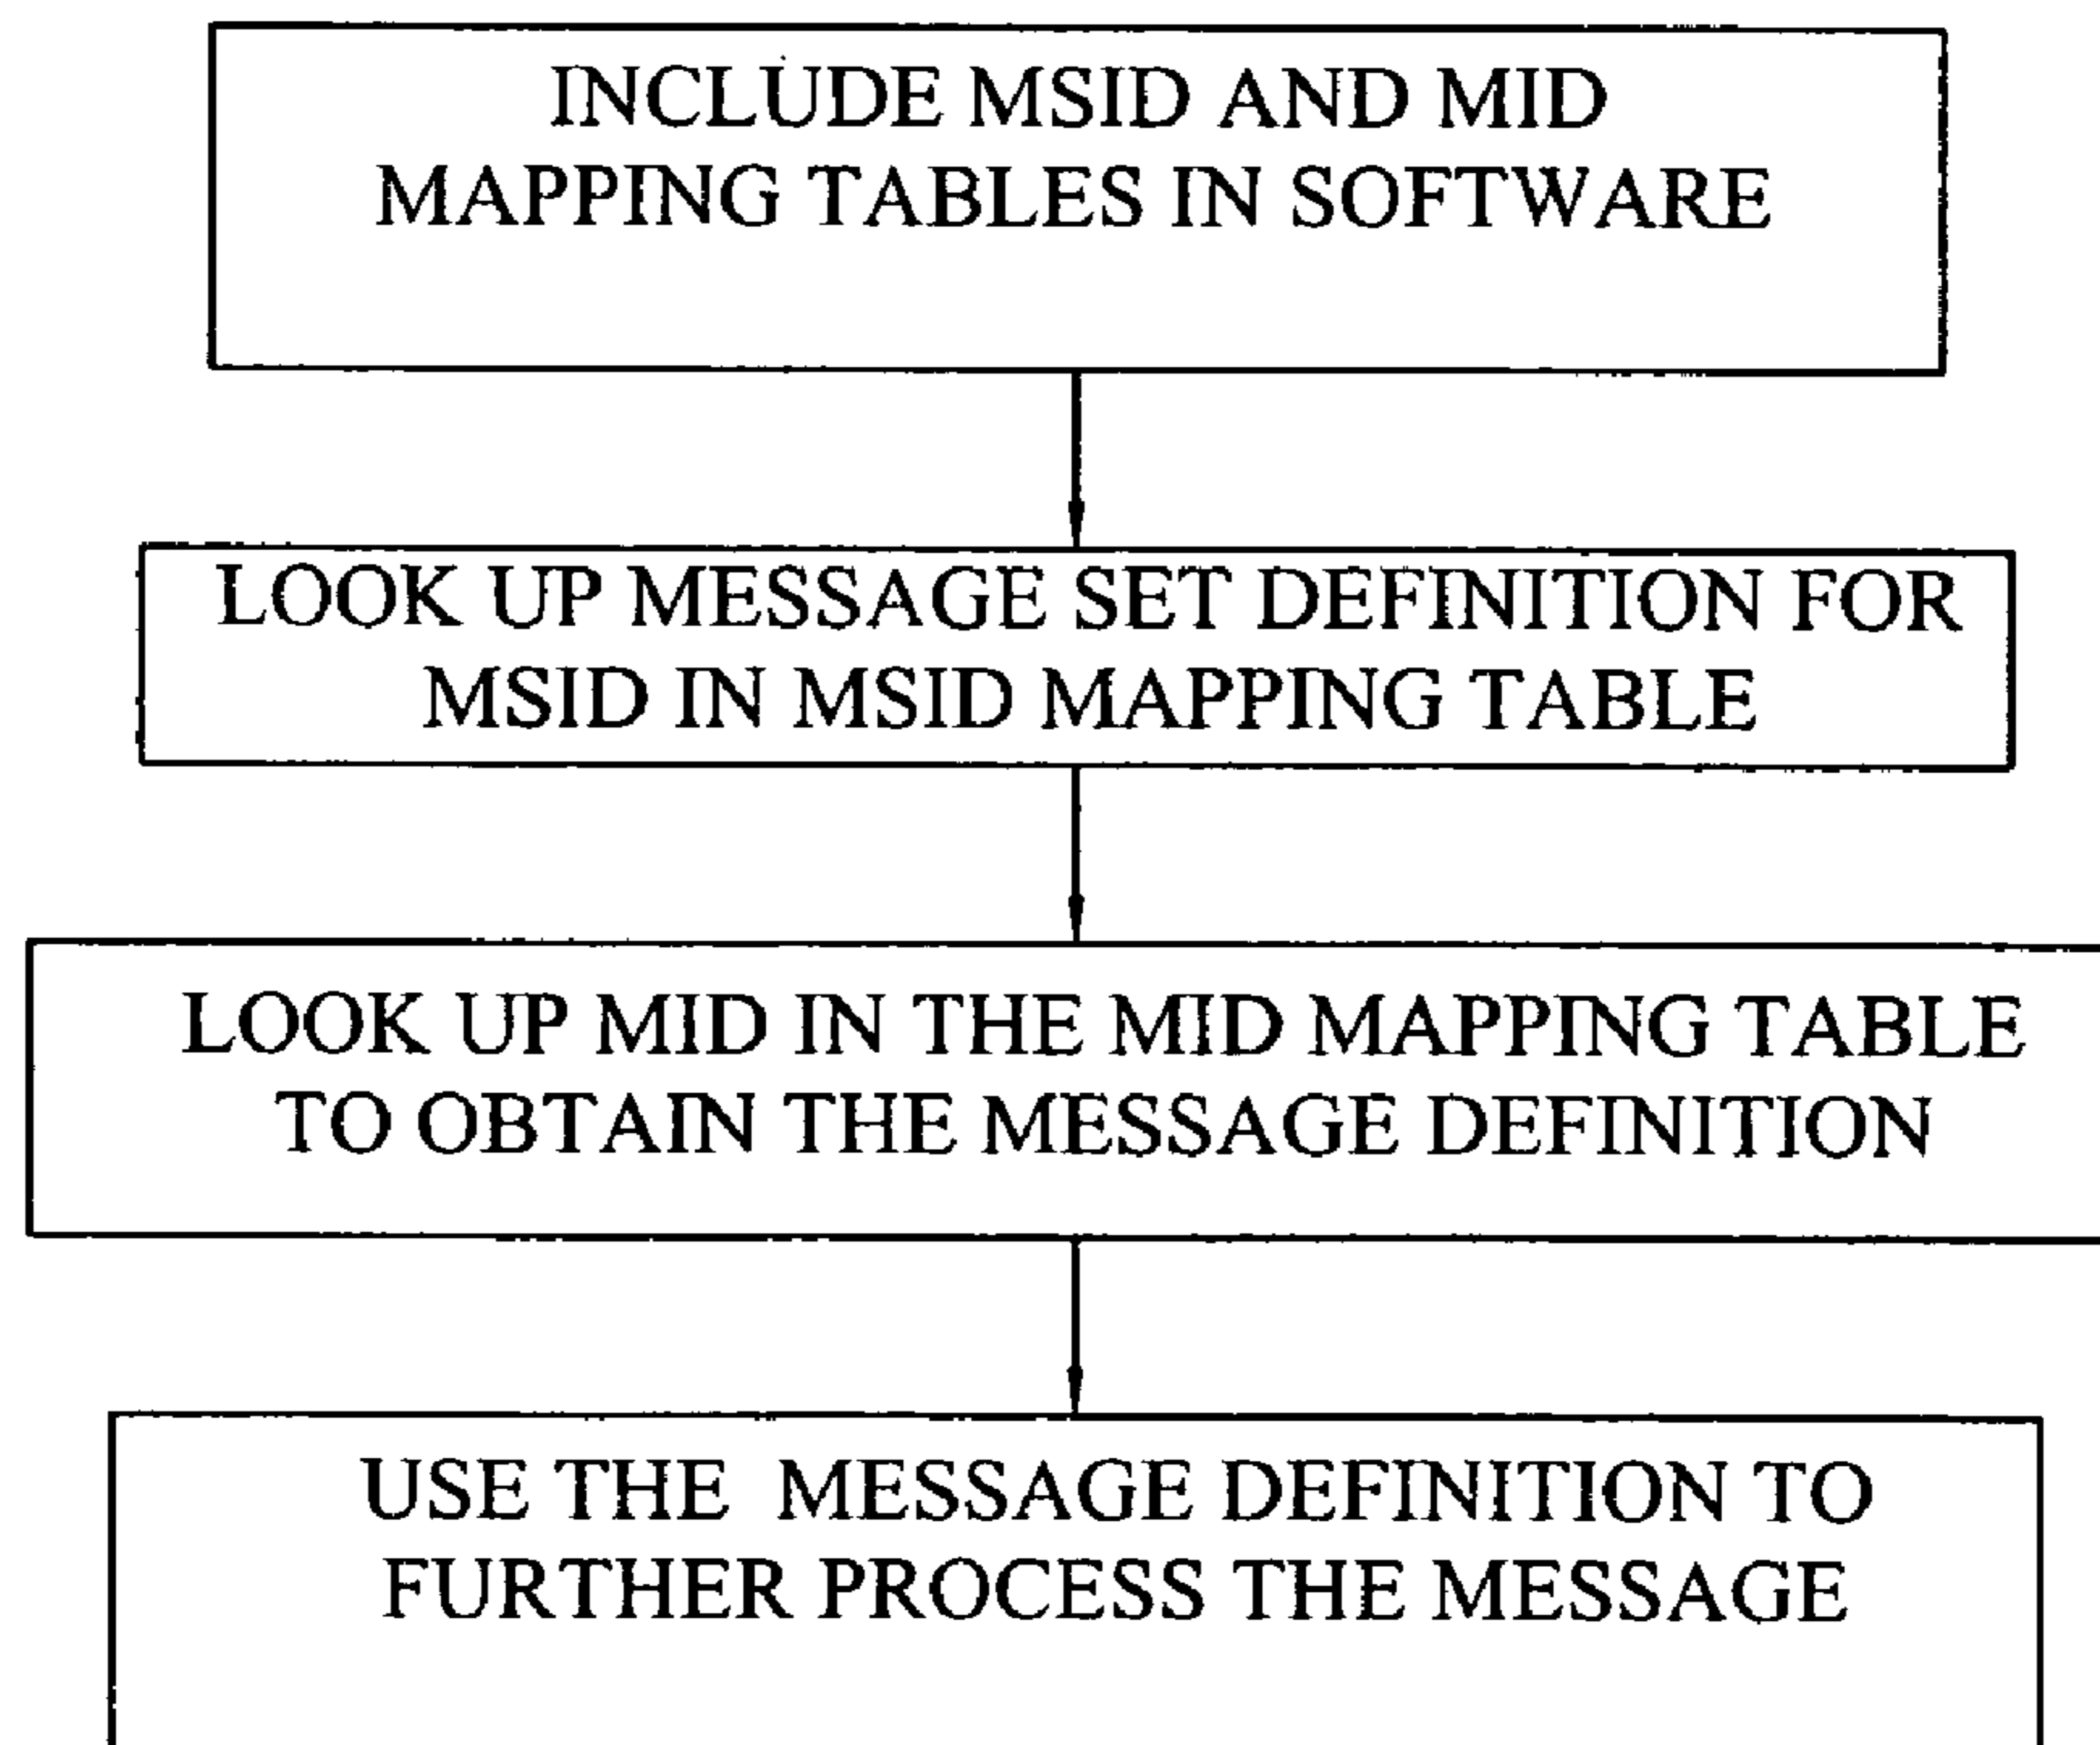 INCLUDE MSID AND MID
MAPPING TABLES IN SOFTWARE
LOOK UP MESSAGE SET DEFINITION FOR
MSID IN MSID MAPPING TABLE
LOOK UP MID IN THE MID MAPPING TABLE
TO OBTAIN THE MESSAGE DEFINITION
USE THE MESSAGE DEFINITION TO
FURTHER PROCESS THE MESSAGE